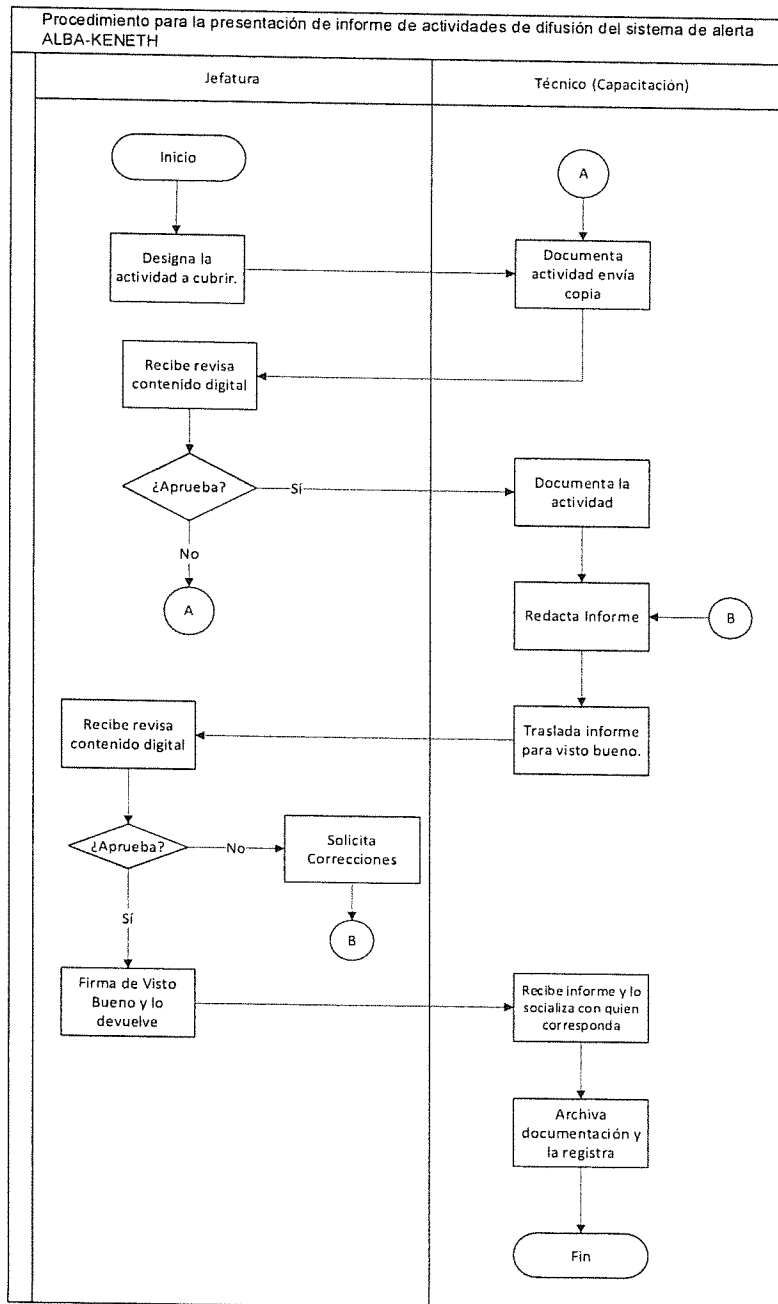 Procedimiento para la presentación de informe de actividades de difusión del sistema de alerta
ALBA-KENETH
Jefatura
Técnico (Capacitación)
Inicio
A
Designa la
actividad a cubrir.
Documenta
actividad envía
copia
Recibe revisa
contenido digital
¿Aprueba?
Sí
Documenta la
actividad
No
A
Redacta Informe
B
Recibe revisa
contenido digital
Traslada informe
para visto bueno.
¿Aprueba?
No
Solicita
Correcciones
Sí
B
Firma de Visto
Bueno y lo
devuelve
Recibe informe y lo
socializa con quien
corresponda
Archiva
documentación y
la registra
Fin